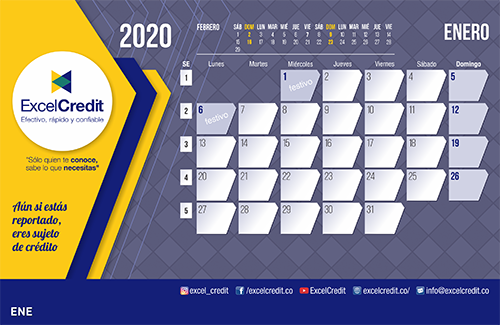 2020
FEBRERO
SÁB DOM LUN MAR MIÉ JUE VIE SÁB DOM LUN MAR MIÉ JUE VIE
1 2 3 4 5 6 7 8 9 10 11 12 13 14
15 16 17 18 19 20 21 22 23 24 25 26 27 28
29
ENERO
SE Lunes Martes Miércoles Jueves Viernes Sábado Domingo
1 1 festivo 2 3 4 5
2 6 festivo 7 8 9 10 11 12
3 13 14 15 16 17 18 19
4 20 21 22 23 24 25 26
5 27 28 29 30 31
ExcelCredit
Efectivo, rápido y confiable
"Sólo quien te conoce,
sabe lo que necesitas"
Aún si estás
reportado,
eres sujeto
de crédito
excel_credit /excelcredit.co ExcelCredit excelcredit.co/ info@excelcredit.co
ENE